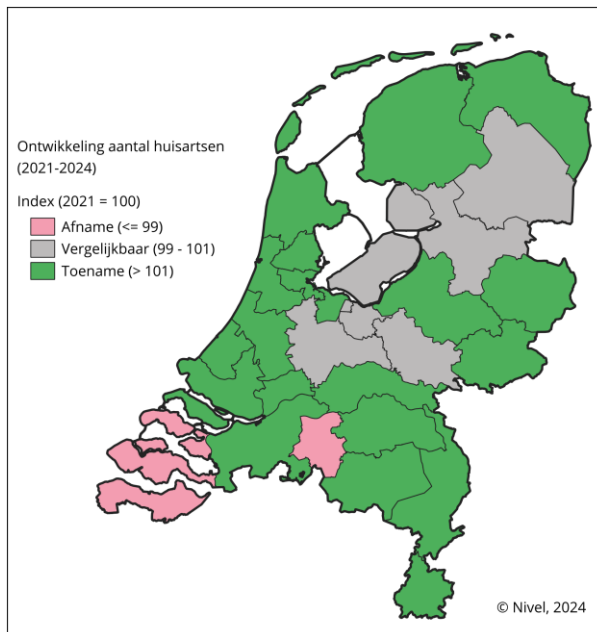 Ontwikkeling aantal huisartsen
(2021-2024)
Index (2021 = 100)
Afname (<= 99)
Vergelijkbaar (99 - 101)
Toename (> 101)
© Nivel, 2024